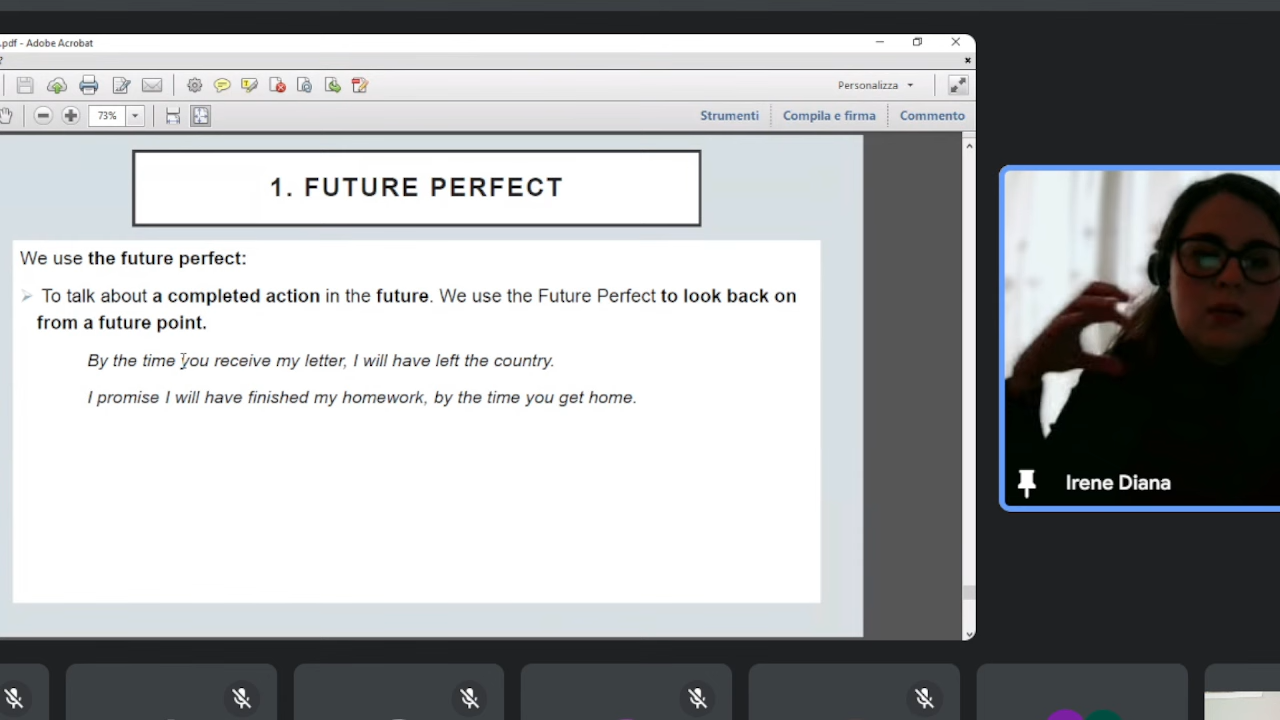 .pdf - Adobe Acrobat
?
Personalizza
73%
Strumenti Compila e firma Commento
1. FUTURE PERFECT
We use the future perfect:
To talk about a completed action in the future. We use the Future Perfect to look back on
from a future point.
By the time you receive my letter, I will have left the country.
I promise I will have finished my homework, by the time you get home.
Irene Diana